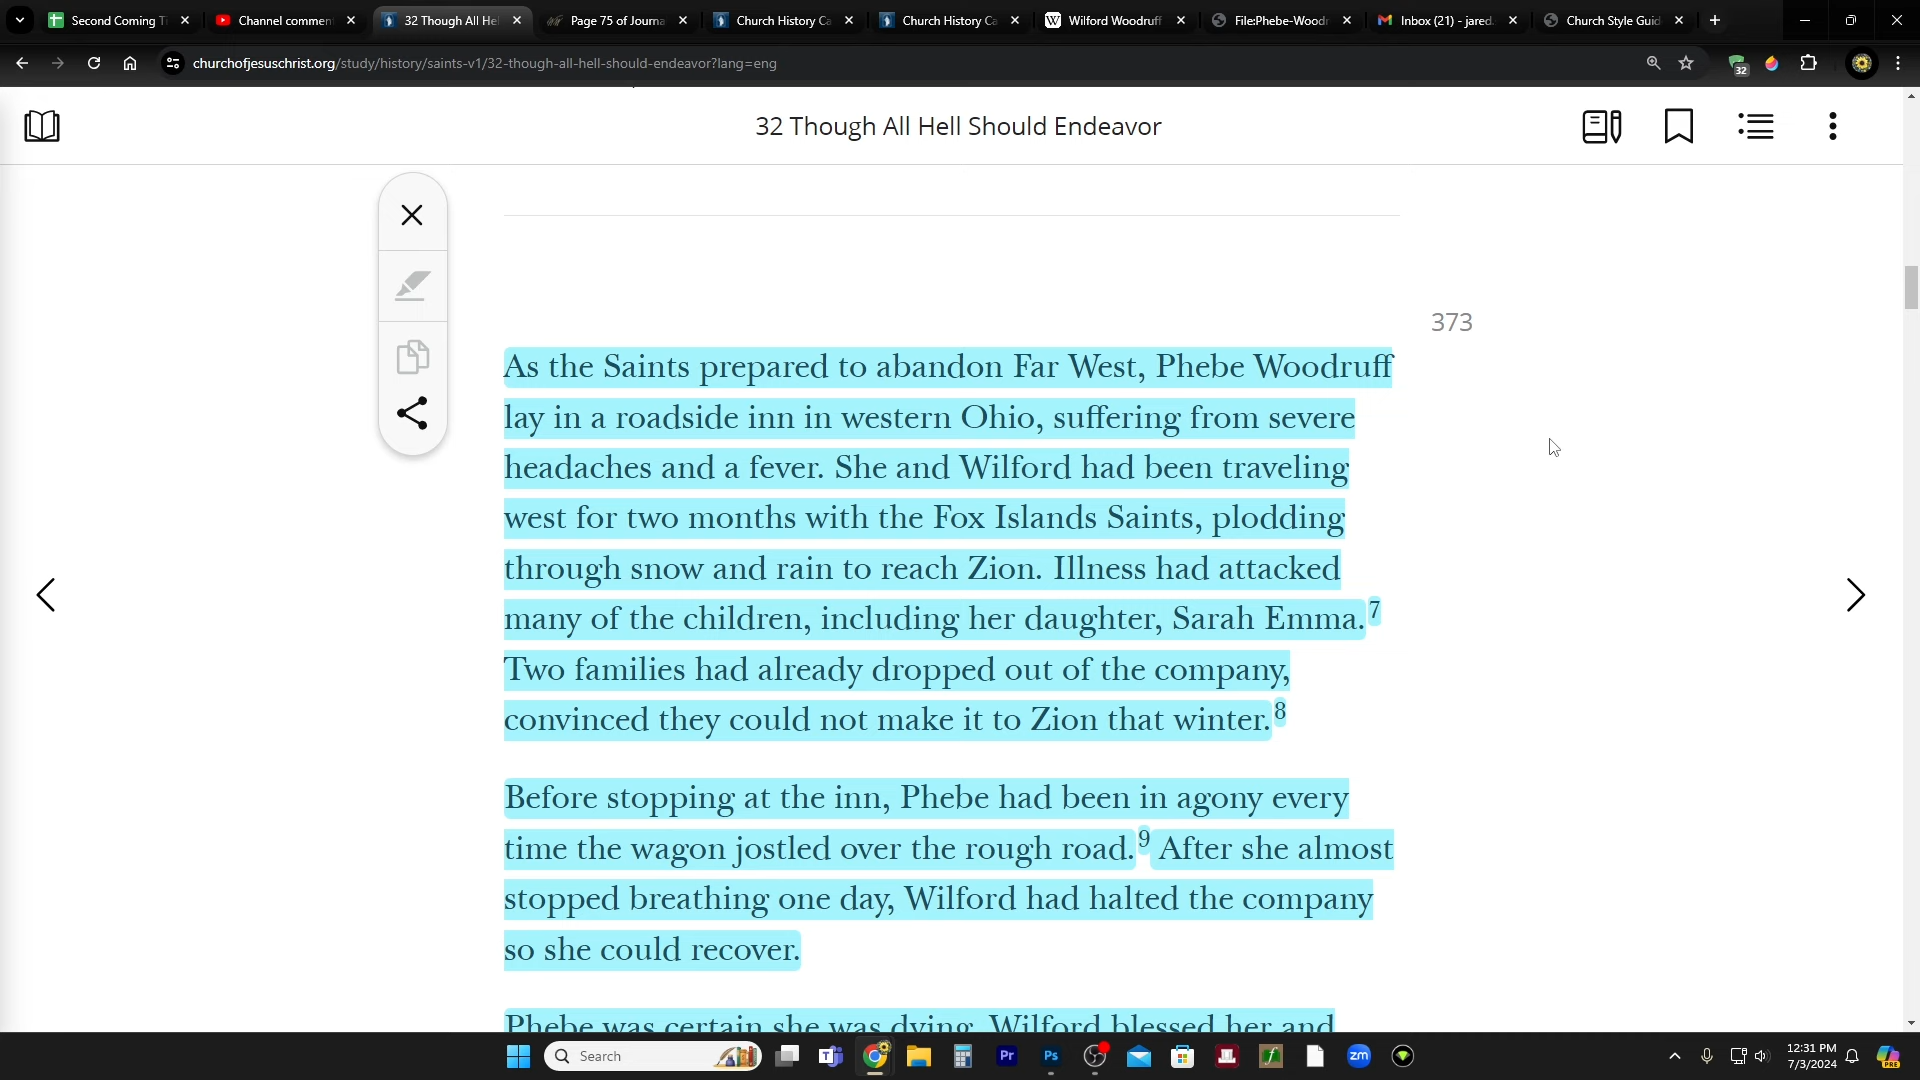 Second Coming Ti
Channel commen
32 Though All He
Page 75 of Journa
Church History Ca
Church History Ca
Wilford Woodruff
File:Phebe-Woodr
Inbox (21) - jared.
Church Style Guid
churchofjesuschrist.org/study/history/saints-v1/32-though-all-hell-should-endeavor?lang=eng
32
32 Though All Hell Should Endeavor
373
As the Saints prepared to abandon Far West, Phebe Woodruff
lay in a roadside inn in western Ohio, suffering from severe
headaches and a fever. She and Wilford had been traveling
west for two months with the Fox Islands Saints, plodding
through snow and rain to reach Zion. Illness had attacked
many of the children, including her daughter, Sarah Emma.7
Two families had already dropped out of the company,
convinced they could not make it to Zion that winter.8
Before stopping at the inn, Phebe had been in agony every
time the wagon jostled over the rough road.9 After she almost
stopped breathing one day, Wilford had halted the company
so she could recover.
Phebe was certain she was dying. Wilford blessed her and
Search
Pr
Ps
zm
12:31 PM
7/3/2024
PRE